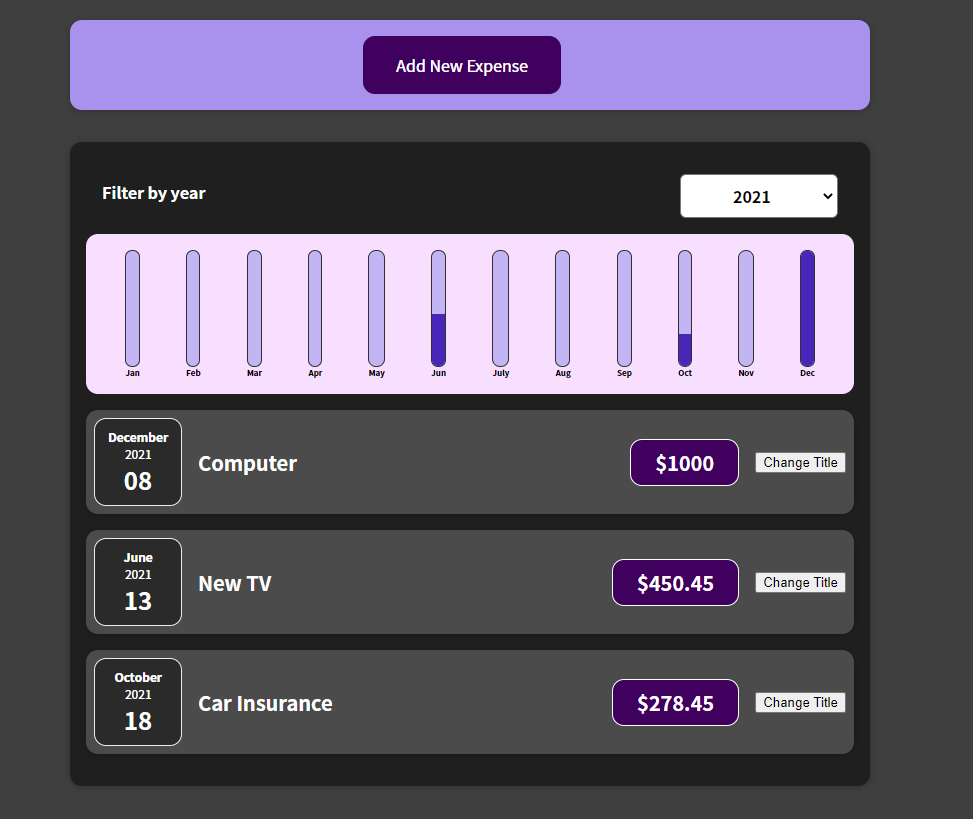 Add New Expense
Filter by year
2021
Jan Feb Mar Apr May Jun July Aug Sep Oct Nov Dec
December
2021
08
Computer
$1000
Change Title
June
2021
13
New TV
$450.45
Change Title
October
2021
18
Car Insurance
$278.45
Change Title